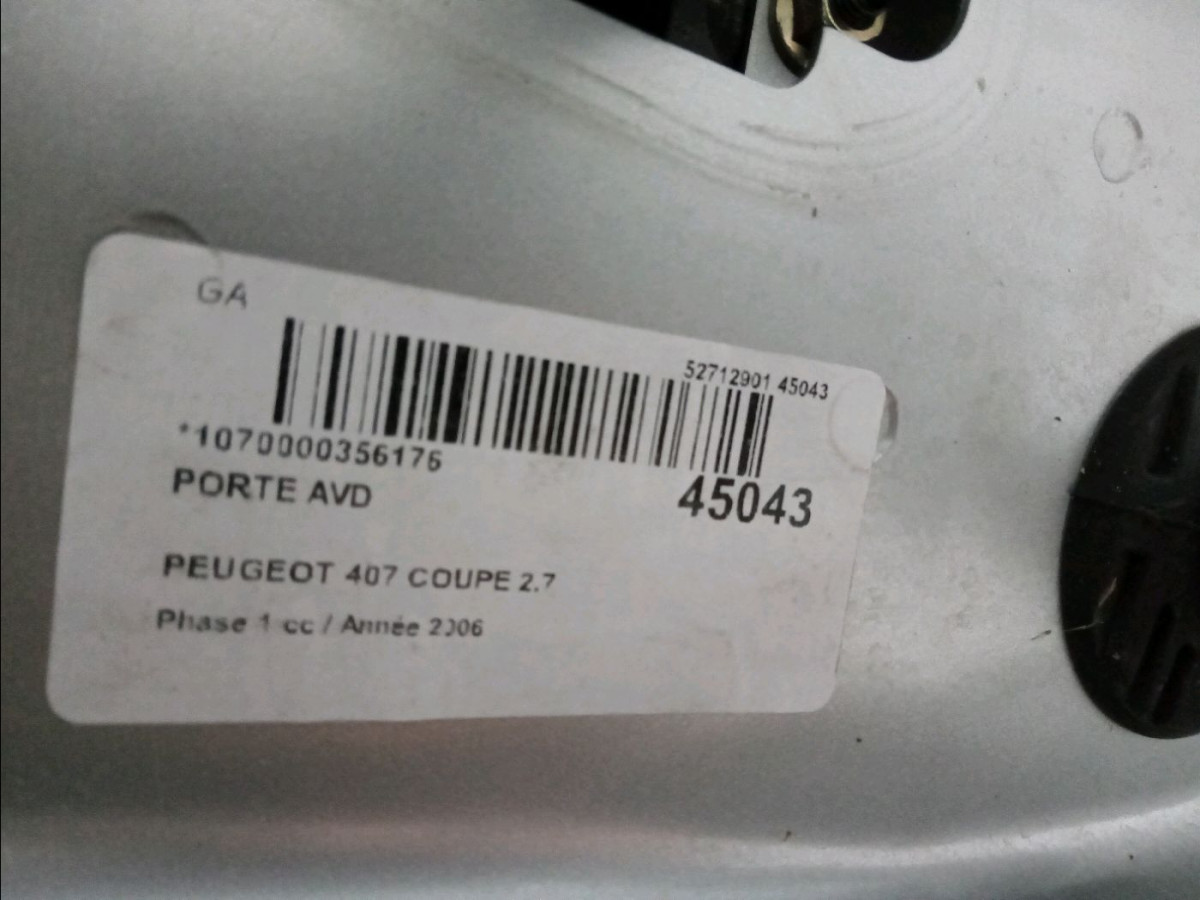 GA
52712901 45043
*1070000356176
PORTE AVD
45043
PEUGEOT 407 COUPE 2.7
Phase 1 cc / Année 2006